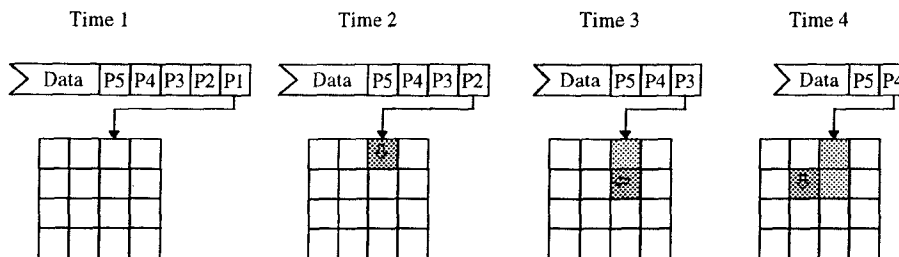 Time 1 Time 2 Time 3 Time 4
Data P5 P4 P3 P2 P1 Data P5 P4 P3 P2 Data P5 P4 P3 Data P5 P4